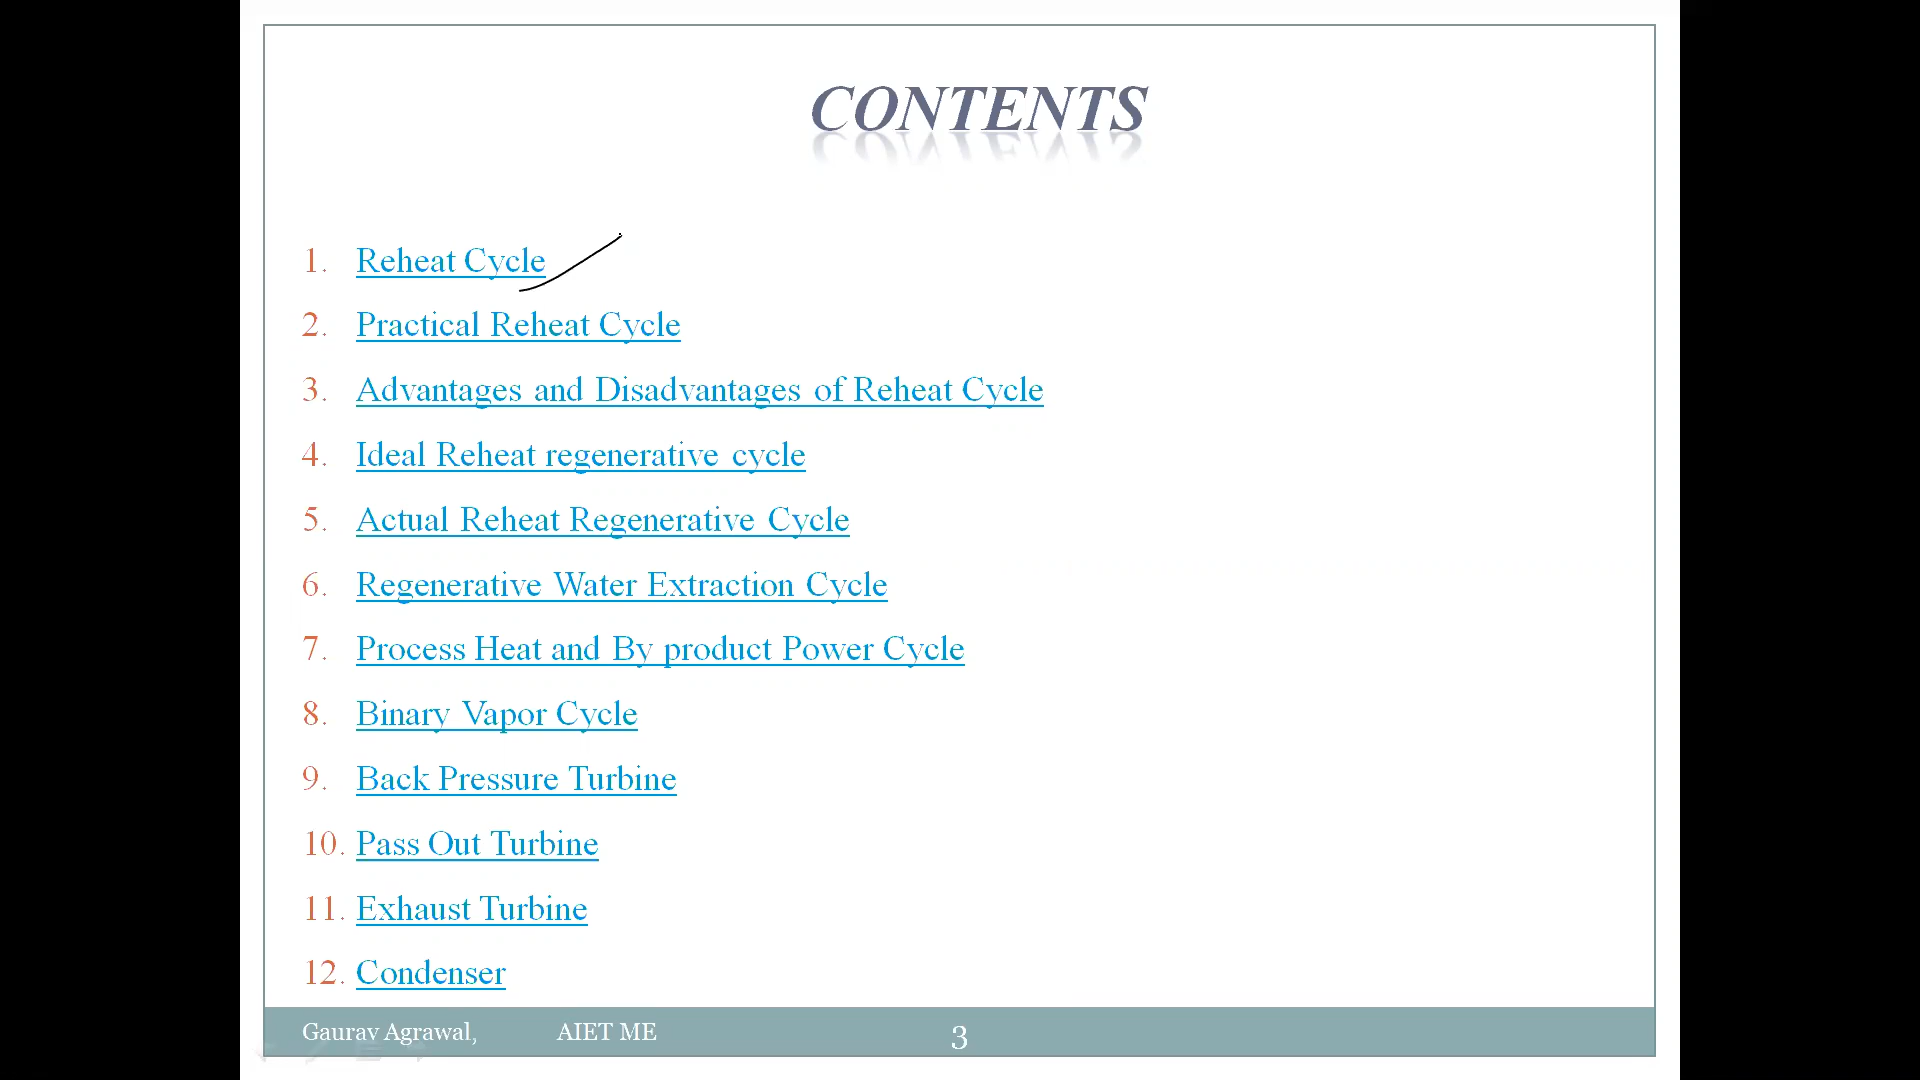 CONTENTS
1. Reheat Cycle
2. Practical Reheat Cycle
3. Advantages and Disadvantages of Reheat Cycle
4. Ideal Reheat regenerative cycle
5. Actual Reheat Regenerative Cycle
6. Regenerative Water Extraction Cycle
7. Process Heat and By product Power Cycle
8. Binary Vapor Cycle
9. Back Pressure Turbine
10. Pass Out Turbine
11. Exhaust Turbine
12. Condenser
Gaurav Agrawal, AIET ME 3